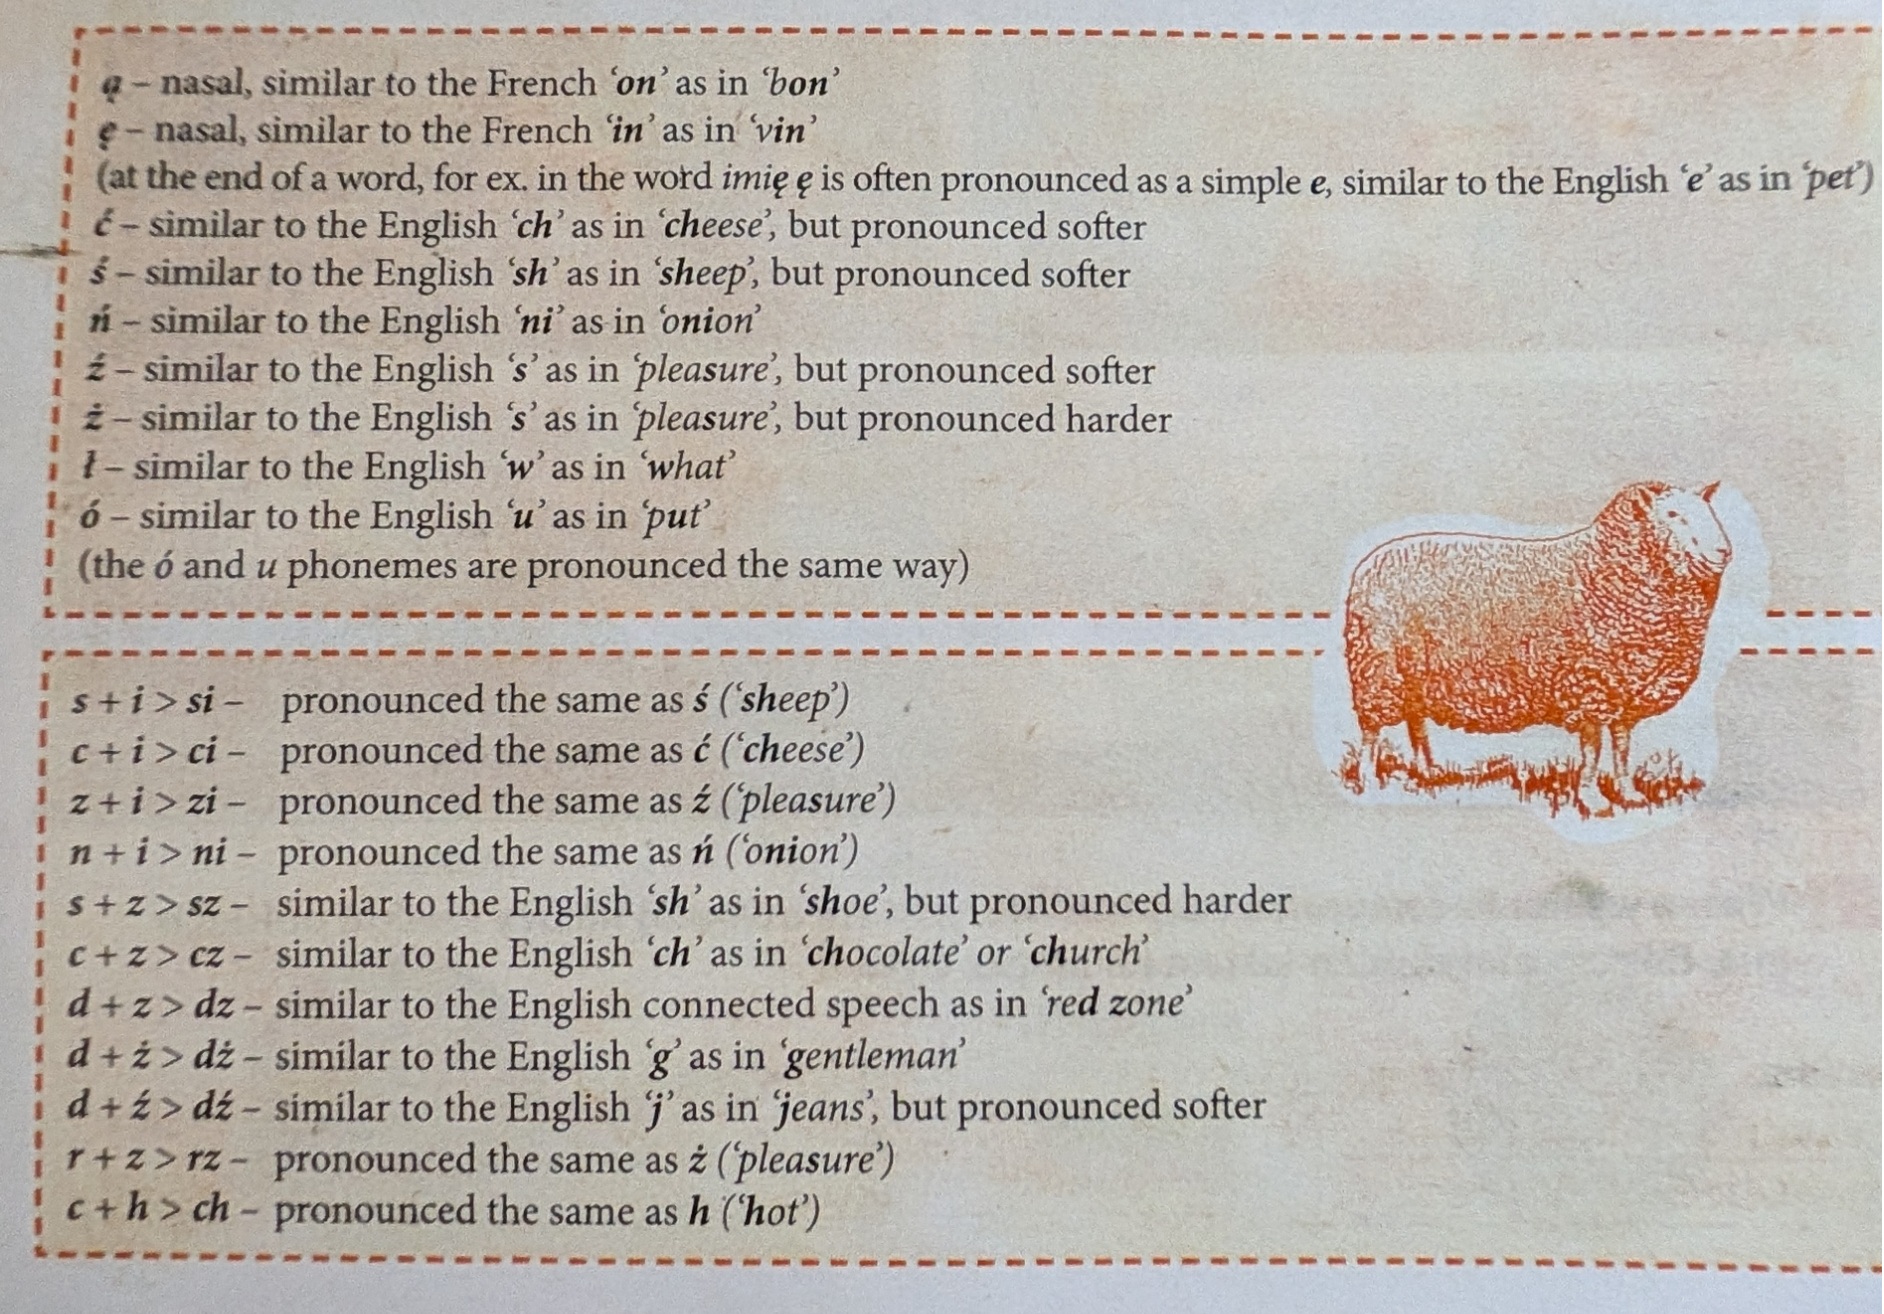 ą – nasal, similar to the French ‘on’ as in ‘bon’
ę – nasal, similar to the French ‘in’ as in ‘vin’
(at the end of a word, for ex. in the word imię ę is often pronounced as a simple e, similar to the English ‘e’ as in ‘pet’)
ć – similar to the English ‘ch’ as in ‘cheese’, but pronounced softer
ś – similar to the English ‘sh’ as in ‘sheep’, but pronounced softer
ń – similar to the English ‘ni’ as in ‘onion’
ź – similar to the English ‘s’ as in ‘pleasure’, but pronounced softer
ż – similar to the English ‘s’ as in ‘pleasure’, but pronounced harder
ł – similar to the English ‘w’ as in ‘what’
ó – similar to the English ‘u’ as in ‘put’
(the ó and u phonemes are pronounced the same way)
s + i > si – pronounced the same as ś (‘sheep’)
c + i > ci – pronounced the same as ć (‘cheese’)
z + i > zi – pronounced the same as ź (‘pleasure’)
n + i > ni – pronounced the same as ń (‘onion’)
s + z > sz – similar to the English ‘sh’ as in ‘shoe’, but pronounced harder
c + z > cz – similar to the English ‘ch’ as in ‘chocolate’ or ‘church’
d + z > dz – similar to the English connected speech as in ‘red zone’
d + ż > dż – similar to the English ‘g’ as in ‘gentleman’
d + ź > dź – similar to the English ‘j’ as in ‘jeans’, but pronounced softer
r + z > rz – pronounced the same as ż (‘pleasure’)
c + h > ch – pronounced the same as h (‘hot’)